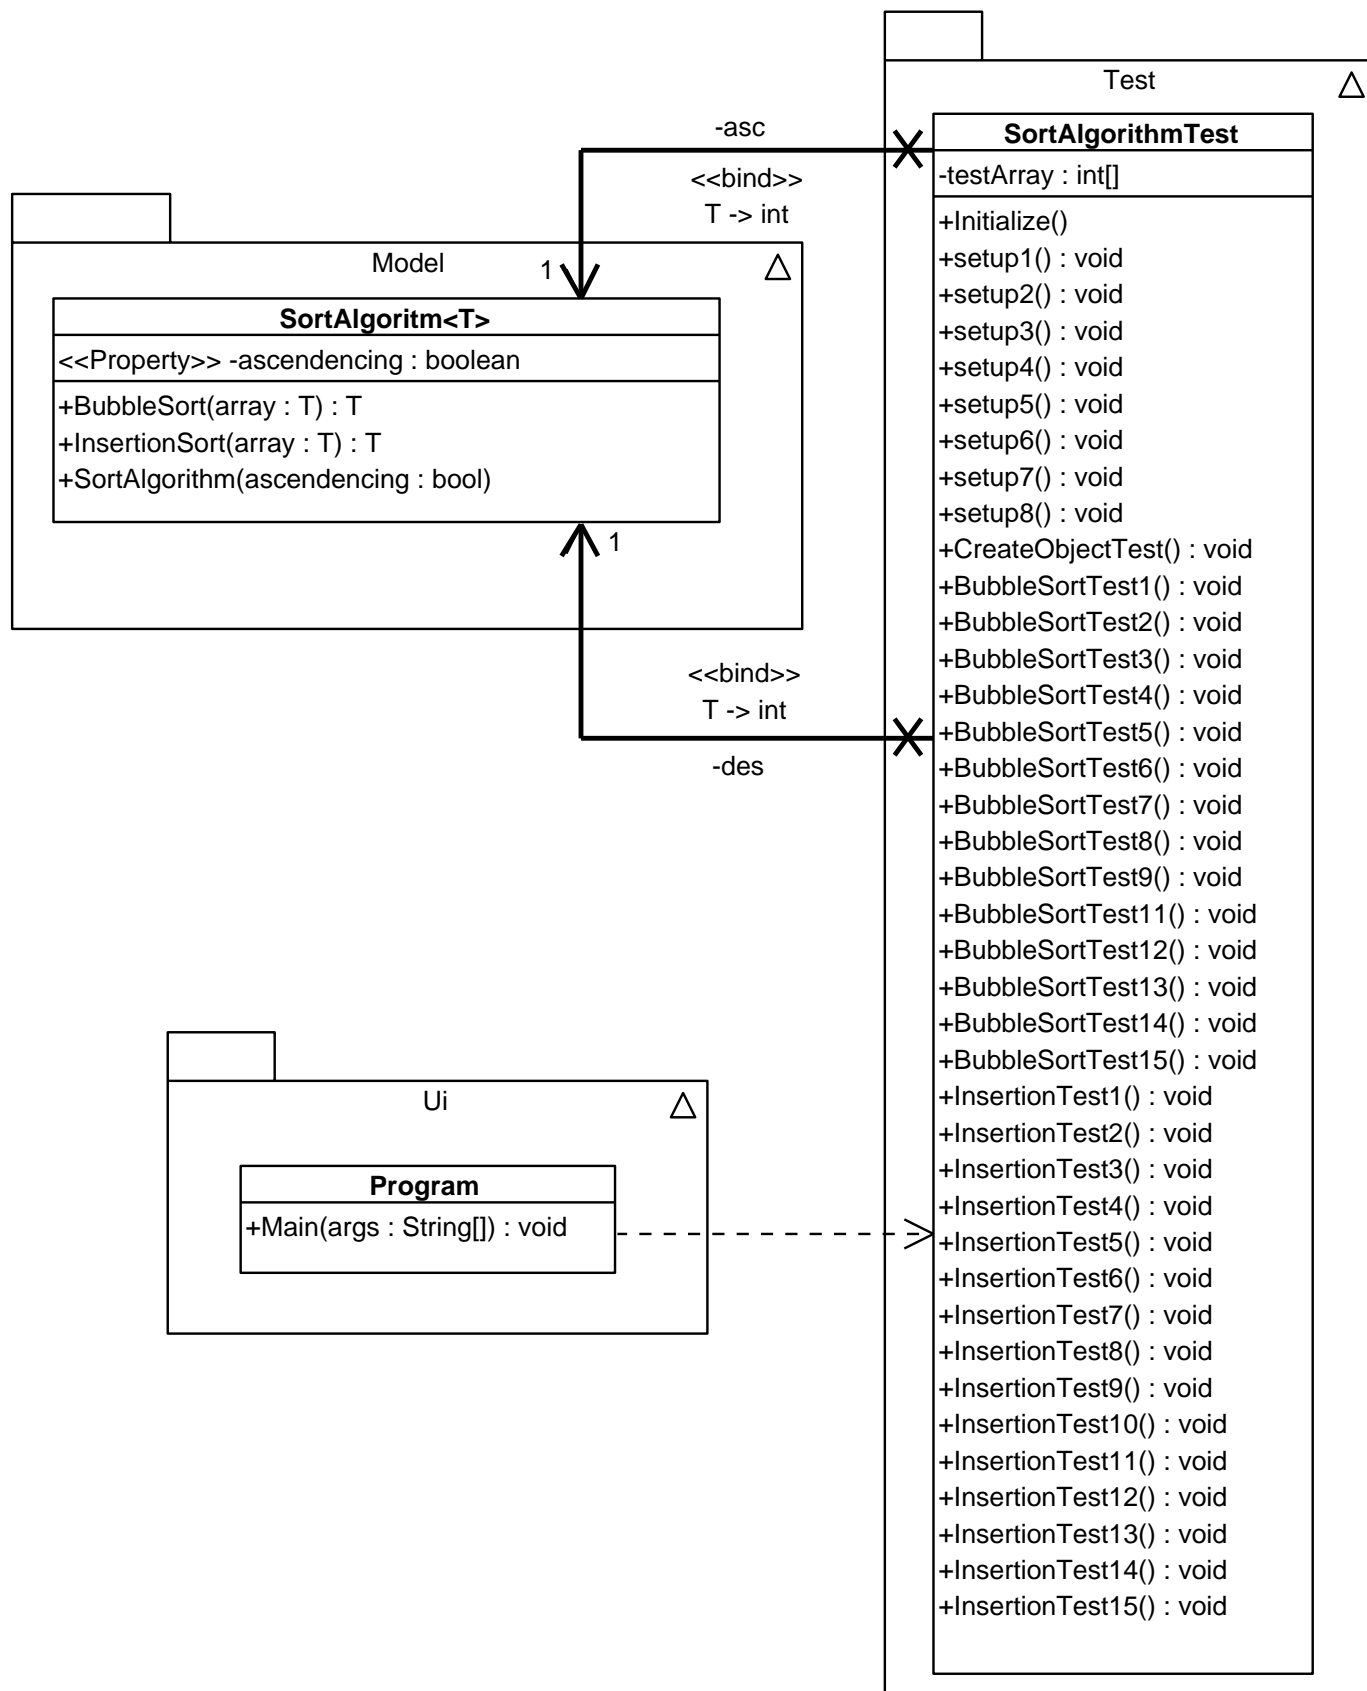 Test
SortAlgorithmTest
-testArray : int[]
+Initialize()
+setup1() : void
+setup2() : void
+setup3() : void
+setup4() : void
+setup5() : void
+setup6() : void
+setup7() : void
+setup8() : void
+CreateObjectTest() : void
+BubbleSortTest1() : void
+BubbleSortTest2() : void
+BubbleSortTest3() : void
+BubbleSortTest4() : void
+BubbleSortTest5() : void
+BubbleSortTest6() : void
+BubbleSortTest7() : void
+BubbleSortTest8() : void
+BubbleSortTest9() : void
+BubbleSortTest11() : void
+BubbleSortTest12() : void
+BubbleSortTest13() : void
+BubbleSortTest14() : void
+BubbleSortTest15() : void
+InsertionTest1() : void
+InsertionTest2() : void
+InsertionTest3() : void
+InsertionTest4() : void
+InsertionTest5() : void
+InsertionTest6() : void
+InsertionTest7() : void
+InsertionTest8() : void
+InsertionTest9() : void
+InsertionTest10() : void
+InsertionTest11() : void
+InsertionTest12() : void
+InsertionTest13() : void
+InsertionTest14() : void
+InsertionTest15() : void
-asc
<<bind>>
T -> int
1
Model
SortAlgoritm<T>
<<Property>> -ascendencing : boolean
+BubbleSort(array : T) : T
+InsertionSort(array : T) : T
+SortAlgorithm(ascendencing : bool)
1
<<bind>>
T -> int
-des
Ui
Program
+Main(args : String[]) : void